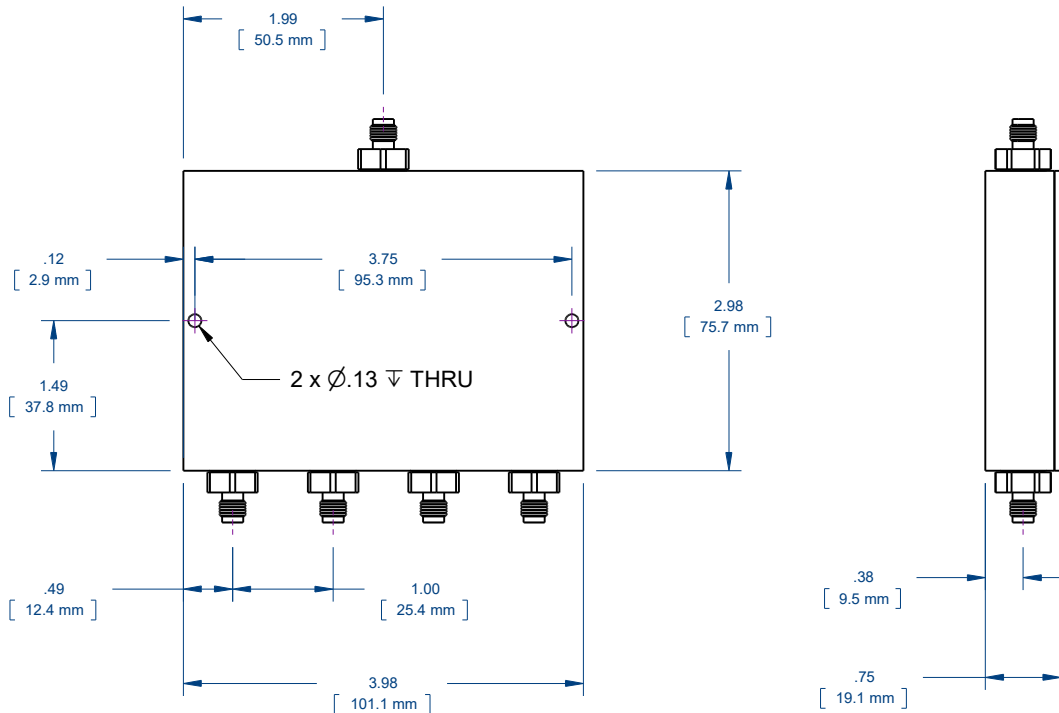 1.99
[ 50.5 mm ]
.12
[ 2.9 mm ]
3.75
[ 95.3 mm ]
2.98
[ 75.7 mm ]
2 x Ø.13 ↧ THRU
1.49
[ 37.8 mm ]
.49
[ 12.4 mm ]
1.00
[ 25.4 mm ]
.38
[ 9.5 mm ]
3.98
[ 101.1 mm ]
.75
[ 19.1 mm ]